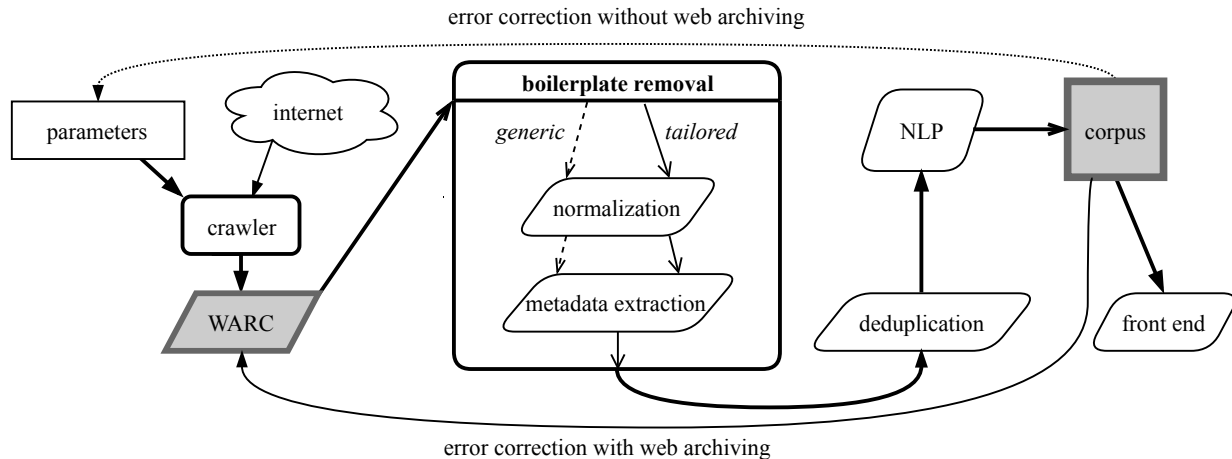 error correction without web archiving
boilerplate removal
parameters
internet
generic
tailored
NLP
corpus
normalization
crawler
metadata extraction
WARC
deduplication
front end
error correction with web archiving